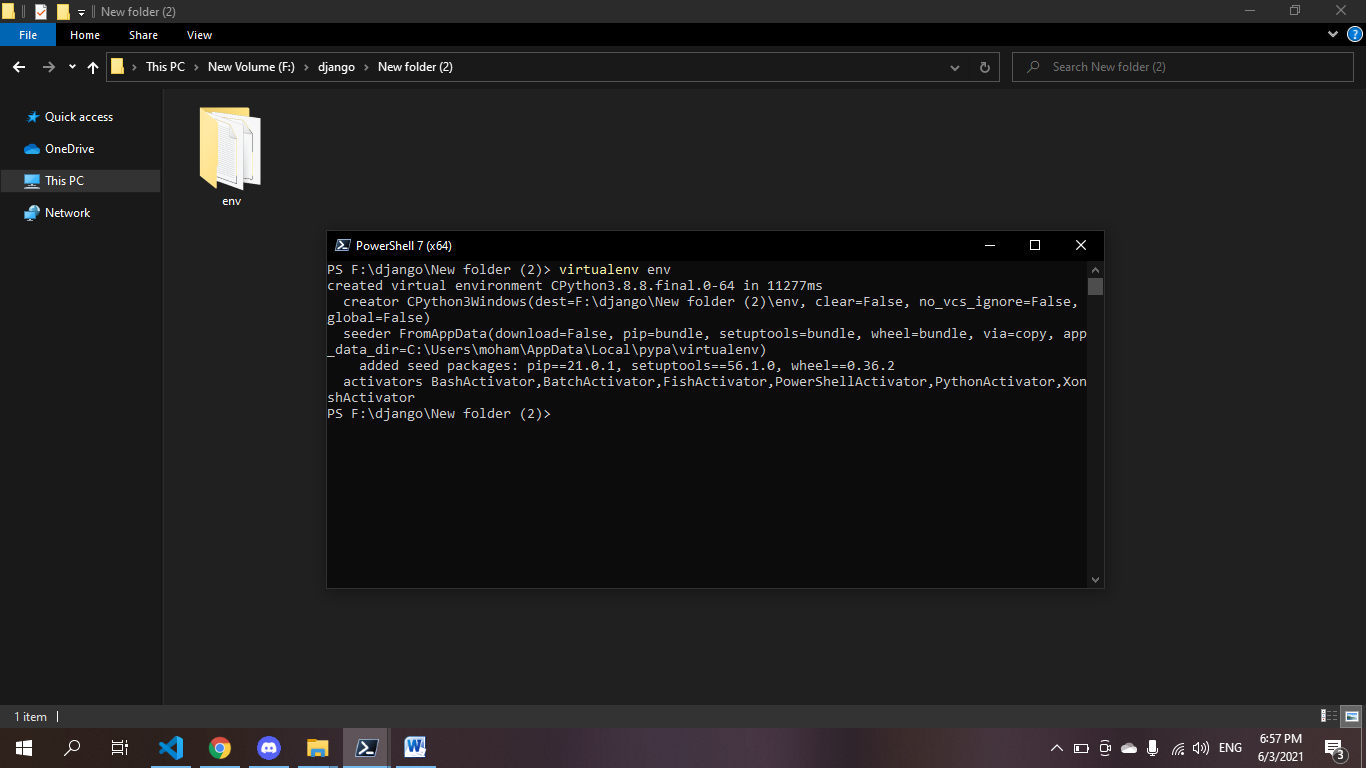 New folder (2)
File Home Share View
This PC New Volume (F:) django New folder (2)
Search New folder (2)
Quick access
OneDrive
This PC
Network
env
PowerShell 7 (x64)
PS F:\django\New folder (2)> virtualenv env
created virtual environment CPython3.8.8.final.0-64 in 11277ms
  creator CPython3Windows(dest=F:\django\New folder (2)\env, clear=False, no_vcs_ignore=False,
global=False)
  seeder FromAppData(download=False, pip=bundle, setuptools=bundle, wheel=bundle, via=copy, app
_data_dir=C:\Users\moham\AppData\Local\pypa\virtualenv)
    added seed packages: pip==21.0.1, setuptools==56.1.0, wheel==0.36.2
  activators BashActivator,BatchActivator,FishActivator,PowerShellActivator,PythonActivator,Xon
shActivator
PS F:\django\New folder (2)>
1 item
ENG
6:57 PM
6/3/2021
3